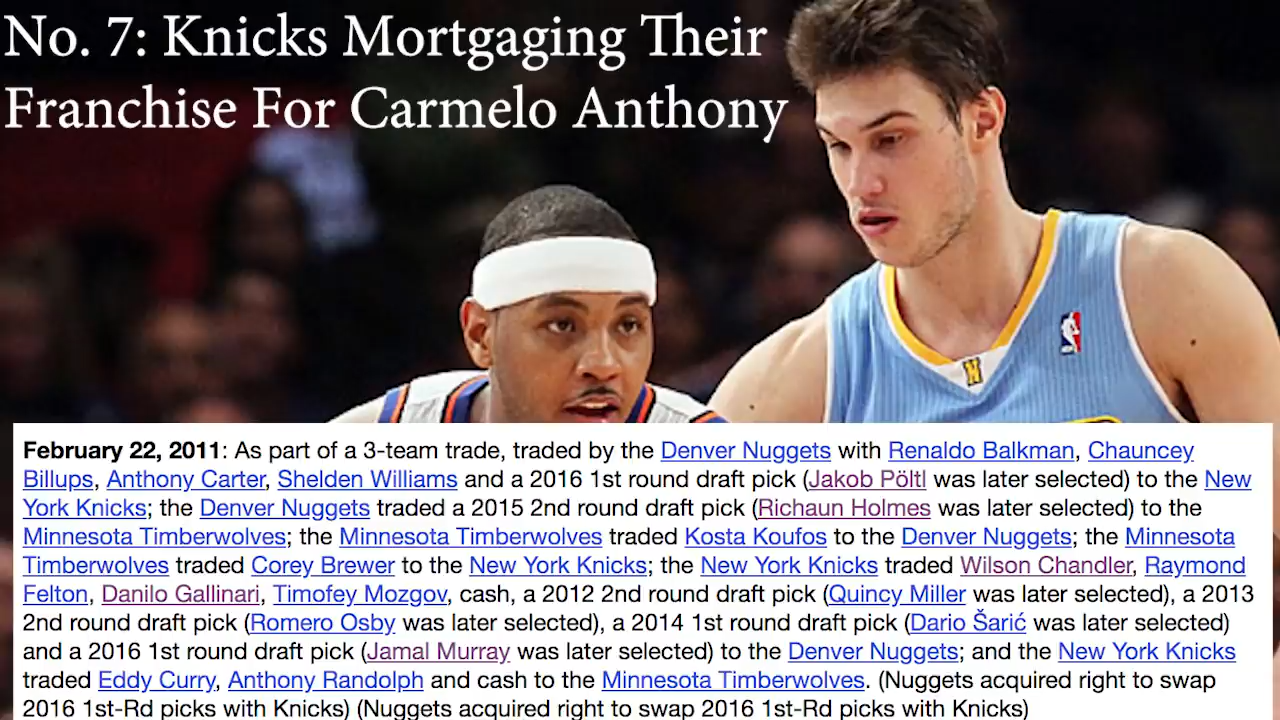 No. 7: Knicks Mortgaging Their
Franchise For Carmelo Anthony
N
February 22, 2011: As part of a 3-team trade, traded by the Denver Nuggets with Renaldo Balkman, Chauncey
Billups, Anthony Carter, Shelden Williams and a 2016 1st round draft pick (Jakob Pöltl was later selected) to the New
York Knicks; the Denver Nuggets traded a 2015 2nd round draft pick (Richaun Holmes was later selected) to the
Minnesota Timberwolves; the Minnesota Timberwolves traded Kosta Koufos to the Denver Nuggets; the Minnesota
Timberwolves traded Corey Brewer to the New York Knicks; the New York Knicks traded Wilson Chandler, Raymond
Felton, Danilo Gallinari, Timofey Mozgov, cash, a 2012 2nd round draft pick (Quincy Miller was later selected), a 2013
2nd round draft pick (Romero Osby was later selected), a 2014 1st round draft pick (Dario Šarić was later selected)
and a 2016 1st round draft pick (Jamal Murray was later selected) to the Denver Nuggets; and the New York Knicks
traded Eddy Curry, Anthony Randolph and cash to the Minnesota Timberwolves. (Nuggets acquired right to swap
2016 1st-Rd picks with Knicks) (Nuggets acquired right to swap 2016 1st-Rd picks with Knicks)